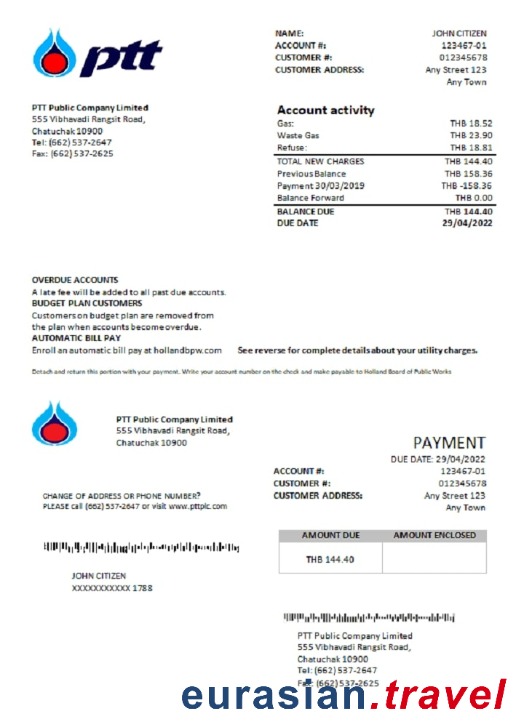 ptt
NAME: JOHN CITIZEN
ACCOUNT #: 123467-01
CUSTOMER #: 012345678
CUSTOMER ADDRESS: Any Street 123
Any Town
PTT Public Company Limited
555 Vibhavadi Rangsit Road,
Chatuchak 10900
Tel: (662) 537-2647
Fax: (662) 537-2625
Account activity
Gas: THB 18.52
Waste Gas THB 23.90
Refuse: THB 18.81
TOTAL NEW CHARGES THB 144.40
Previous Balance THB 158.36
Payment 30/03/2019 THB -158.36
Balance Forward THB 0.00
BALANCE DUE THB 144.40
DUE DATE 29/04/2022
OVERDUE ACCOUNTS
A late fee will be added to all past due accounts.
BUDGET PLAN CUSTOMERS
Customers on budget plan are removed from
the plan when accounts become overdue.
AUTOMATIC BILL PAY
Enroll an automatic bill pay at hollandbpw.com See reverse for complete details about your utility charges.
Detach and return this portion with your payment. Write your account number on the check and make payable to Holland Board of Public Works
PTT Public Company Limited
555 Vibhavadi Rangsit Road,
Chatuchak 10900
PAYMENT
DUE DATE: 29/04/2022
ACCOUNT #: 123467-01
CUSTOMER #: 012345678
CUSTOMER ADDRESS: Any Street 123
Any Town
CHANGE OF ADDRESS OR PHONE NUMBER?
PLEASE call (662) 537-2647 or visit www.pttplc.com
AMOUNT DUE AMOUNT ENCLOSED
THB 144.40
JOHN CITIZEN
XXXXXXXXXXX 1788
PTT Public Company Limited
555 Vibhavadi Rangsit Road,
Chatuchak 10900
Tel: (662) 537-2647
Fax: (662) 537-2625
eurasian.travel